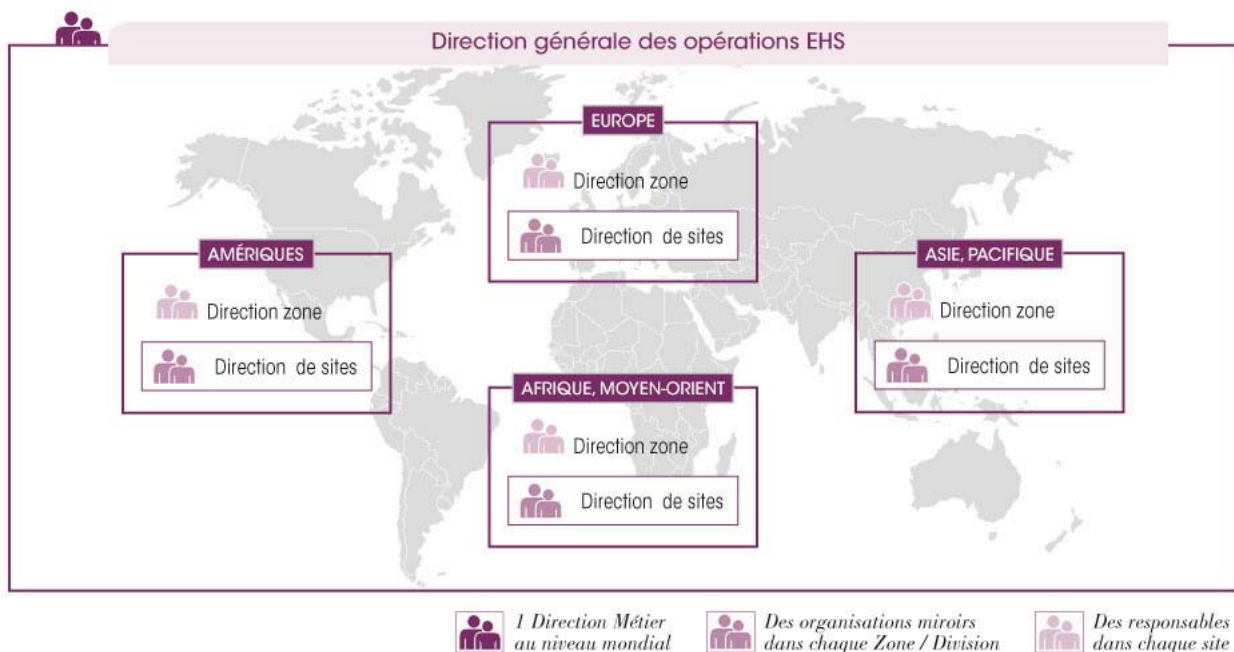 Direction générale des opérations EHS
EUROPE
Direction zone
Direction de sites
AMÉRIQUES
Direction zone
Direction de sites
ASIE, PACIFIQUE
Direction zone
Direction de sites
AFRIQUE, MOYEN-ORIENT
Direction zone
Direction de sites
1 Direction Métier
au niveau mondial
Des organisations miroirs
dans chaque Zone / Division
Des responsables
dans chaque site